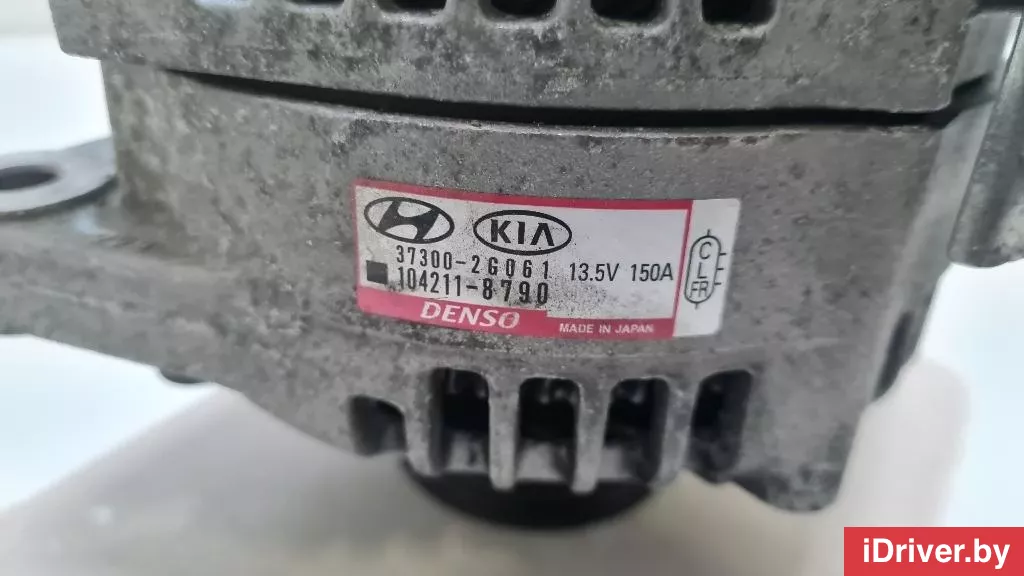 KIA
37300-2G061 13.5V 150A
104211-8790
DENSO MADE IN JAPAN
C
L
FR
iDriver.by